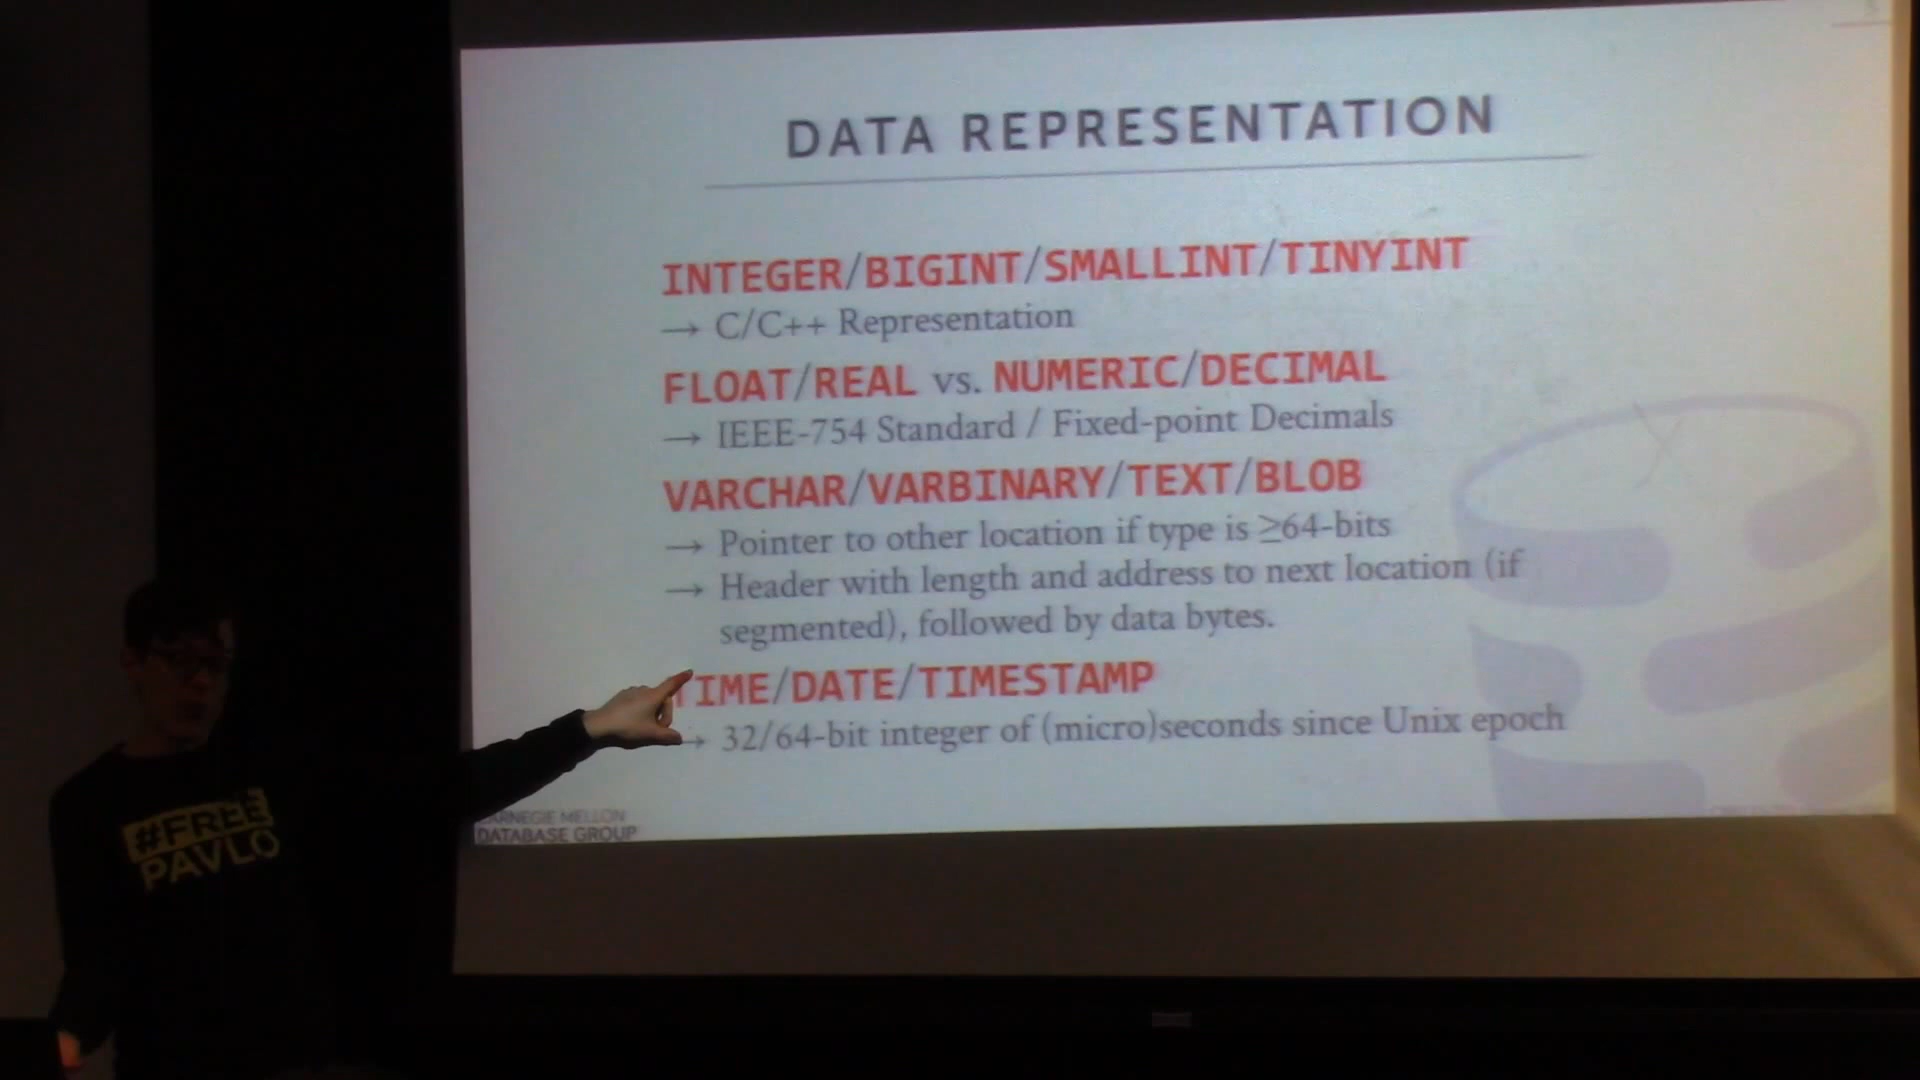 DATA REPRESENTATION
INTEGER/BIGINT/SMALLINT/TINYINT
→ C/C++ Representation
FLOAT/REAL vs. NUMERIC/DECIMAL
→ IEEE-754 Standard / Fixed-point Decimals
VARCHAR/VARBINARY/TEXT/BLOB
→ Pointer to other location if type is ≥64-bits
→ Header with length and address to next location (if
segmented), followed by data bytes.
TIME/DATE/TIMESTAMP
→ 32/64-bit integer of (micro)seconds since Unix epoch
CARNEGIE MELLON
DATABASE GROUP
#FREE
PAVLO